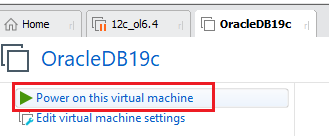 Home 12c_ol6.4 OracleDB19c
OracleDB19c
Power on this virtual machine
Edit virtual machine settings